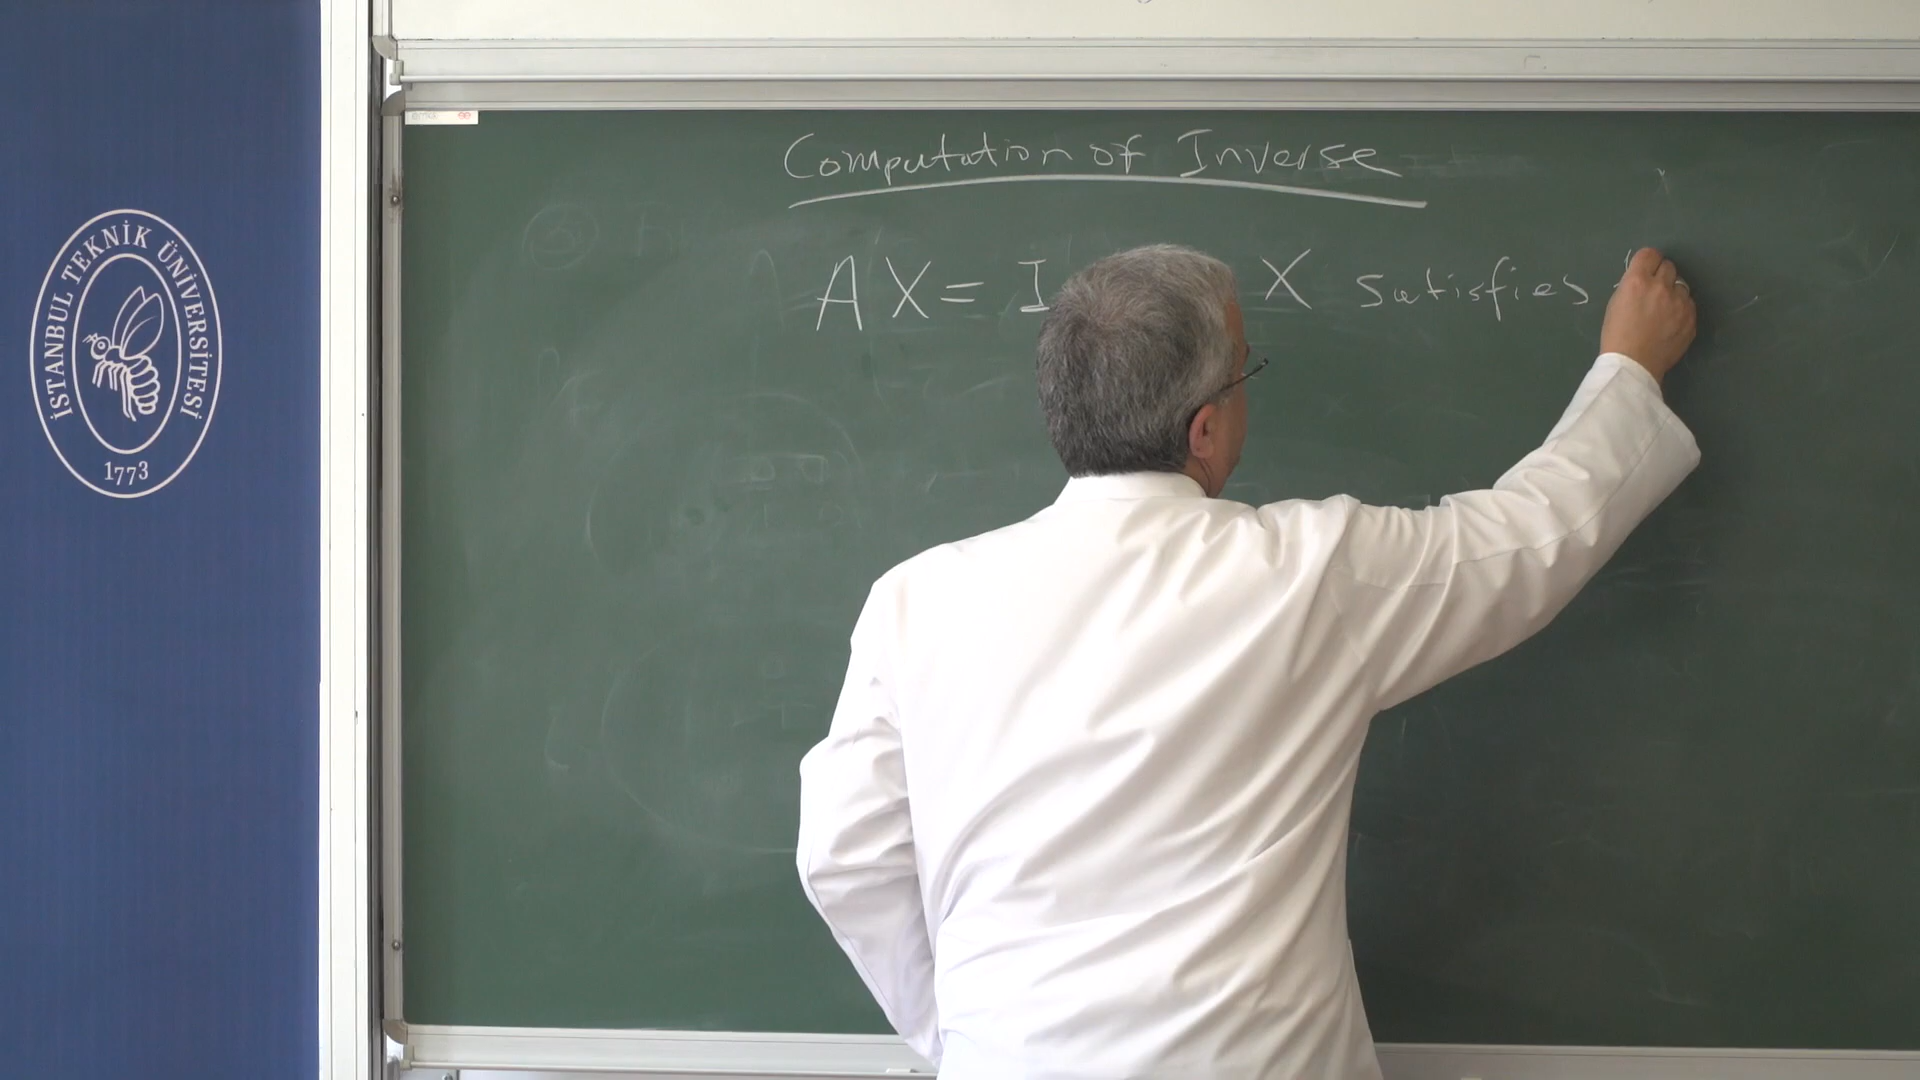 İSTANBUL TEKNİK ÜNİVERSİTESİ
1773
Computation of Inverse
AX = I X satisfies